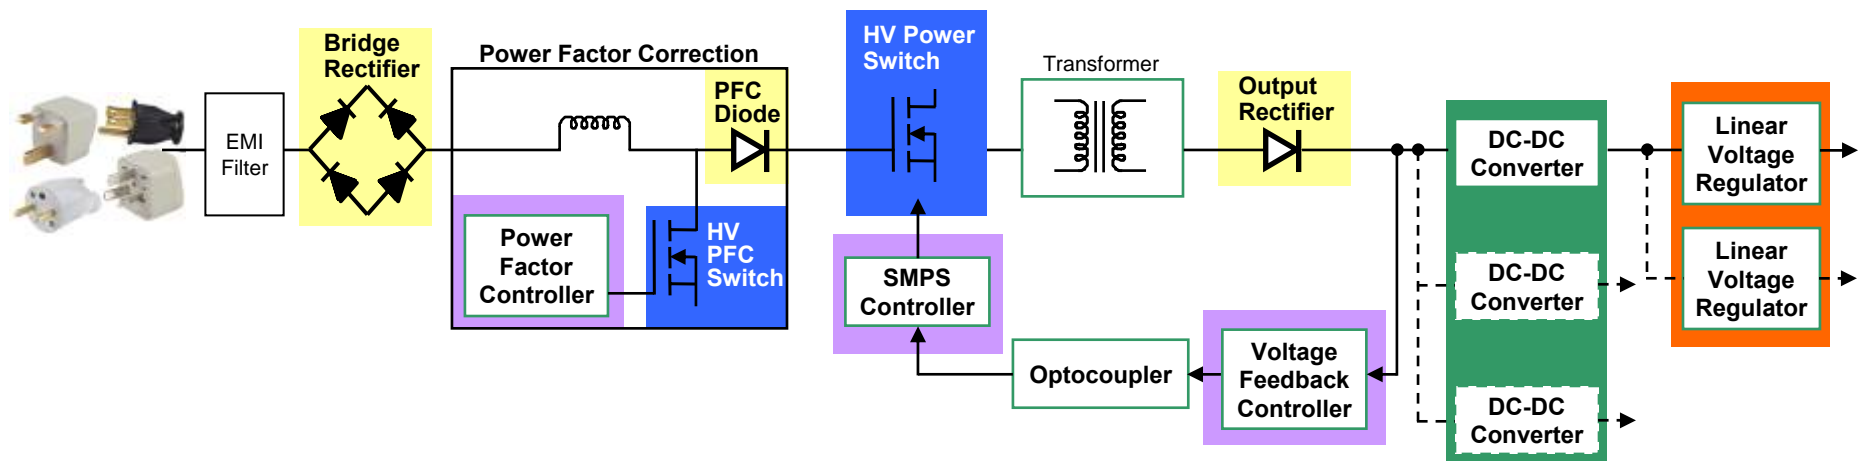 EMI
Filter
Bridge
Rectifier
Power Factor Correction
PFC
Diode
Power
Factor
Controller
HV
PFC
Switch
HV Power
Switch
SMPS
Controller
Transformer
Optocoupler
Output
Rectifier
Voltage
Feedback
Controller
DC-DC
Converter
DC-DC
Converter
DC-DC
Converter
Linear
Voltage
Regulator
Linear
Voltage
Regulator